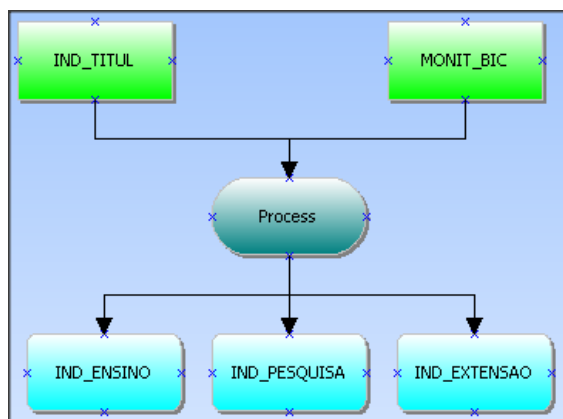 IND_TITUL
MONIT_BIC
Process
IND_ENSINO
IND_PESQUISA
IND_EXTENSAO